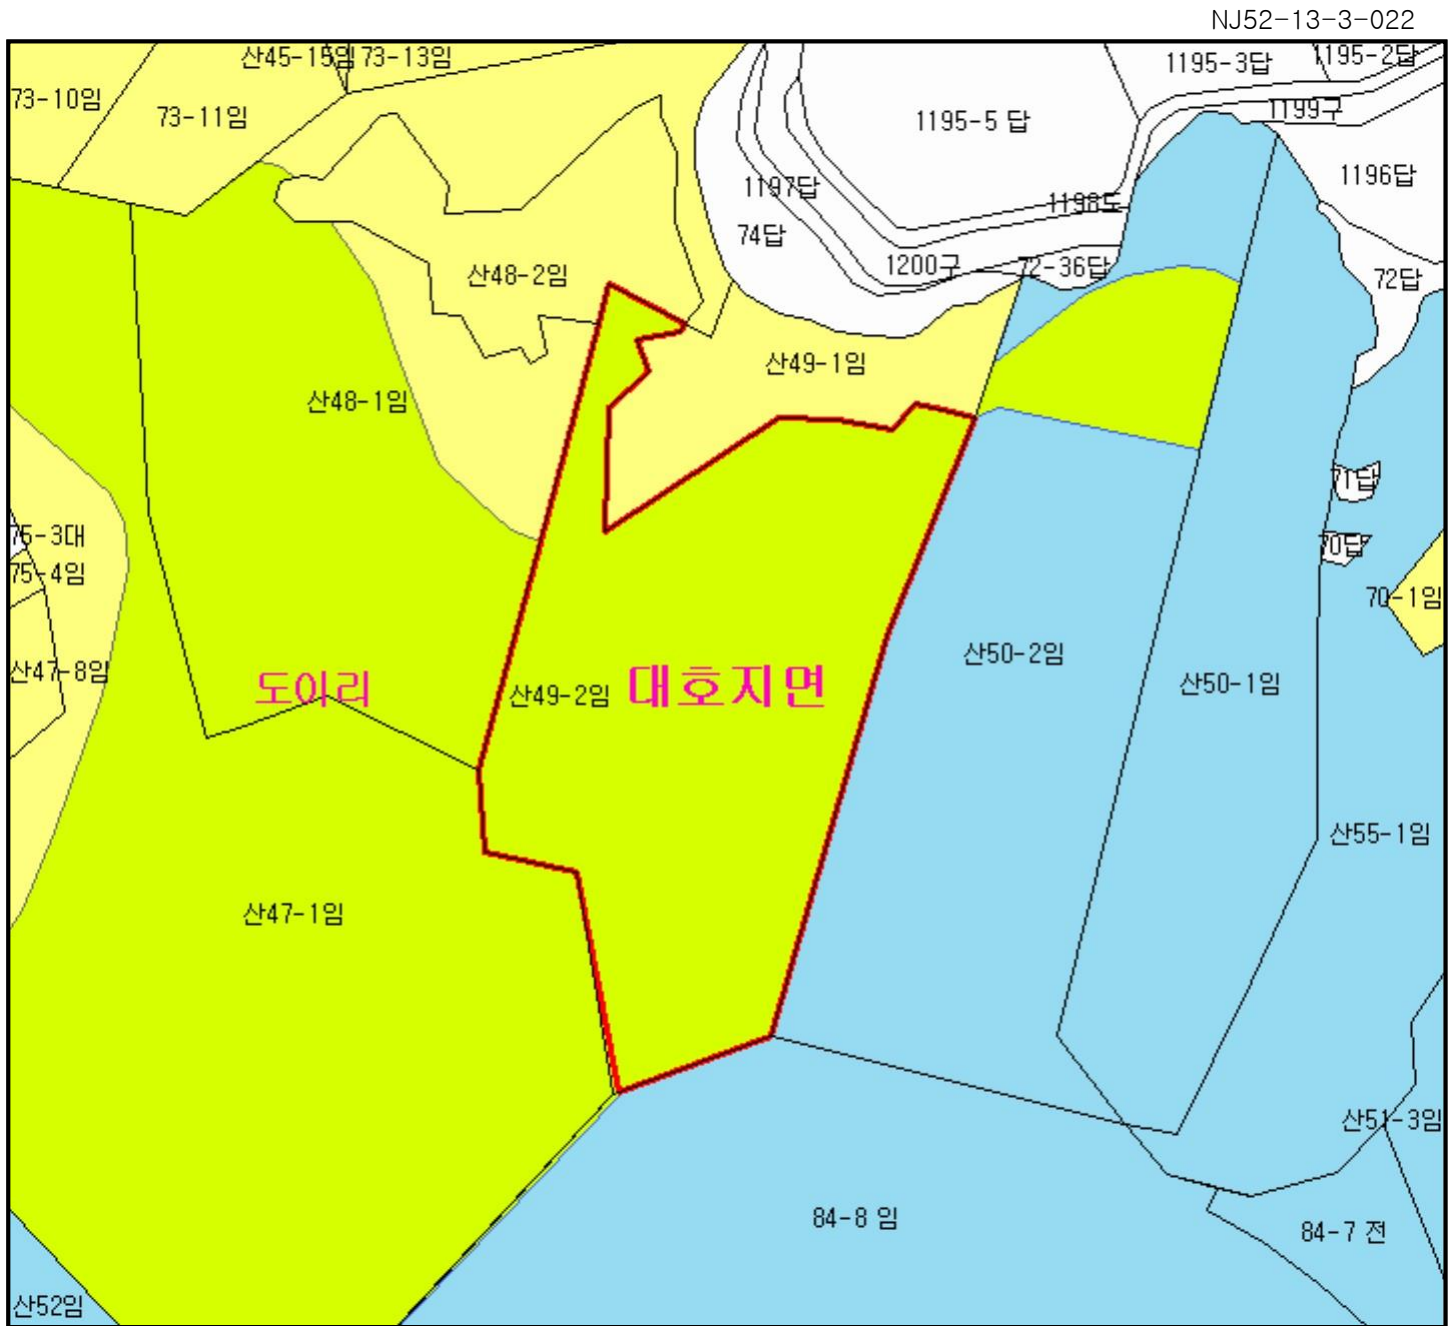 NJ52-13-3-022
산45-15임
73-13임
1195-3답
1195-2답
73-10임
73-11임
1195-5 답
1199구
1197답
1196답
74답
1198도
산48-2임
1200구
72-36답
72답
산49-1임
산48-1임
71답
75-3대
70답
75-4임
70-1임
산47-8임
도이리
산49-2임
대호지면
산50-2임
산50-1임
산55-1임
산47-1임
산51-3임
84-8 임
84-7 전
산52임